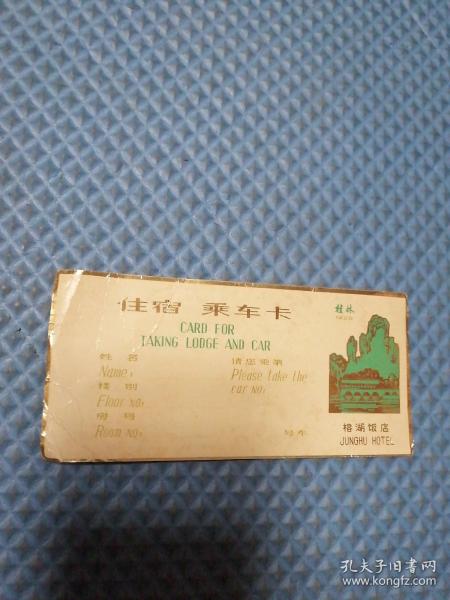 住宿 乘车卡
CARD FOR
TAKING LODGE AND CAR
姓 名
Name:
楼 别
Floor no:
房 号
Room no:
请您乘第
Please take the
car no:
号车
桂林
榕湖饭店
JUNGHU HOTEL
孔夫子旧书网
www.kongfz.com